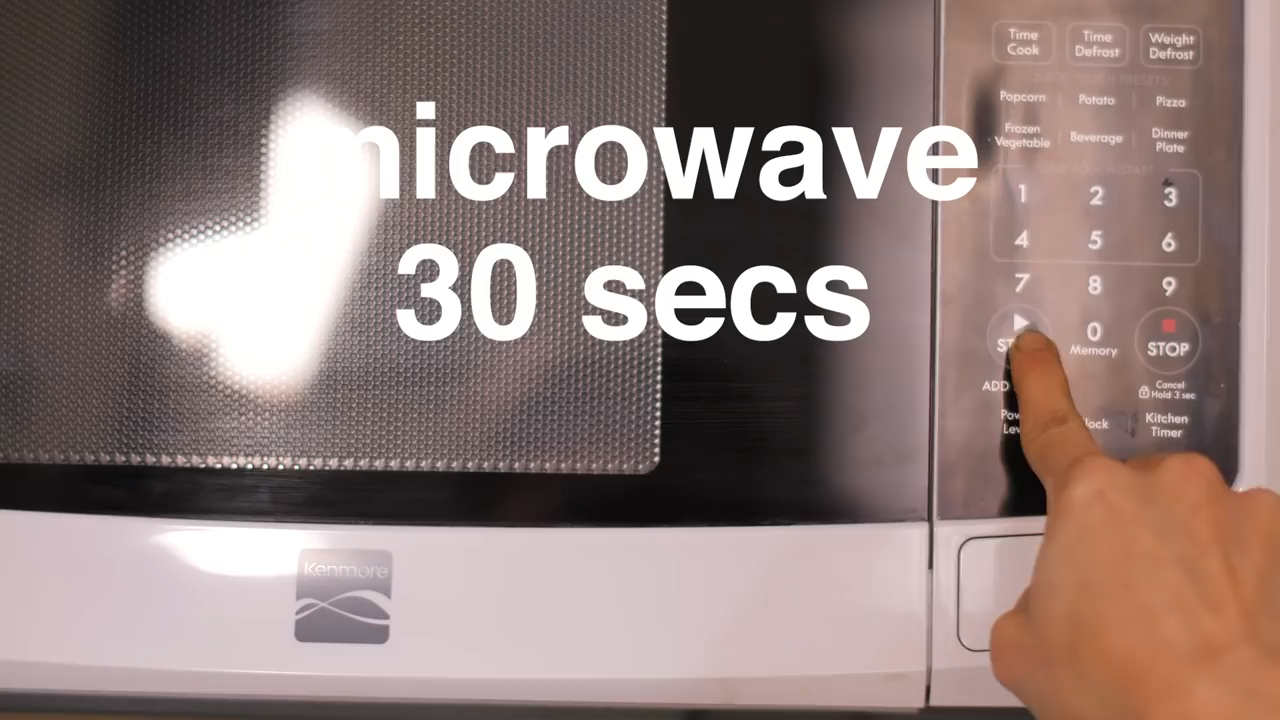 microwave
30 secs
Time Cook
Time Defrost
Weight Defrost
Popcorn
Potato
Pizza
Frozen Vegetable
Beverage
Dinner Plate
1 2 3
4 5 6
7 8 9
0
Memory
STOP
ADD
Cancel
Hold 3 sec
Kitchen Timer
Kenmore